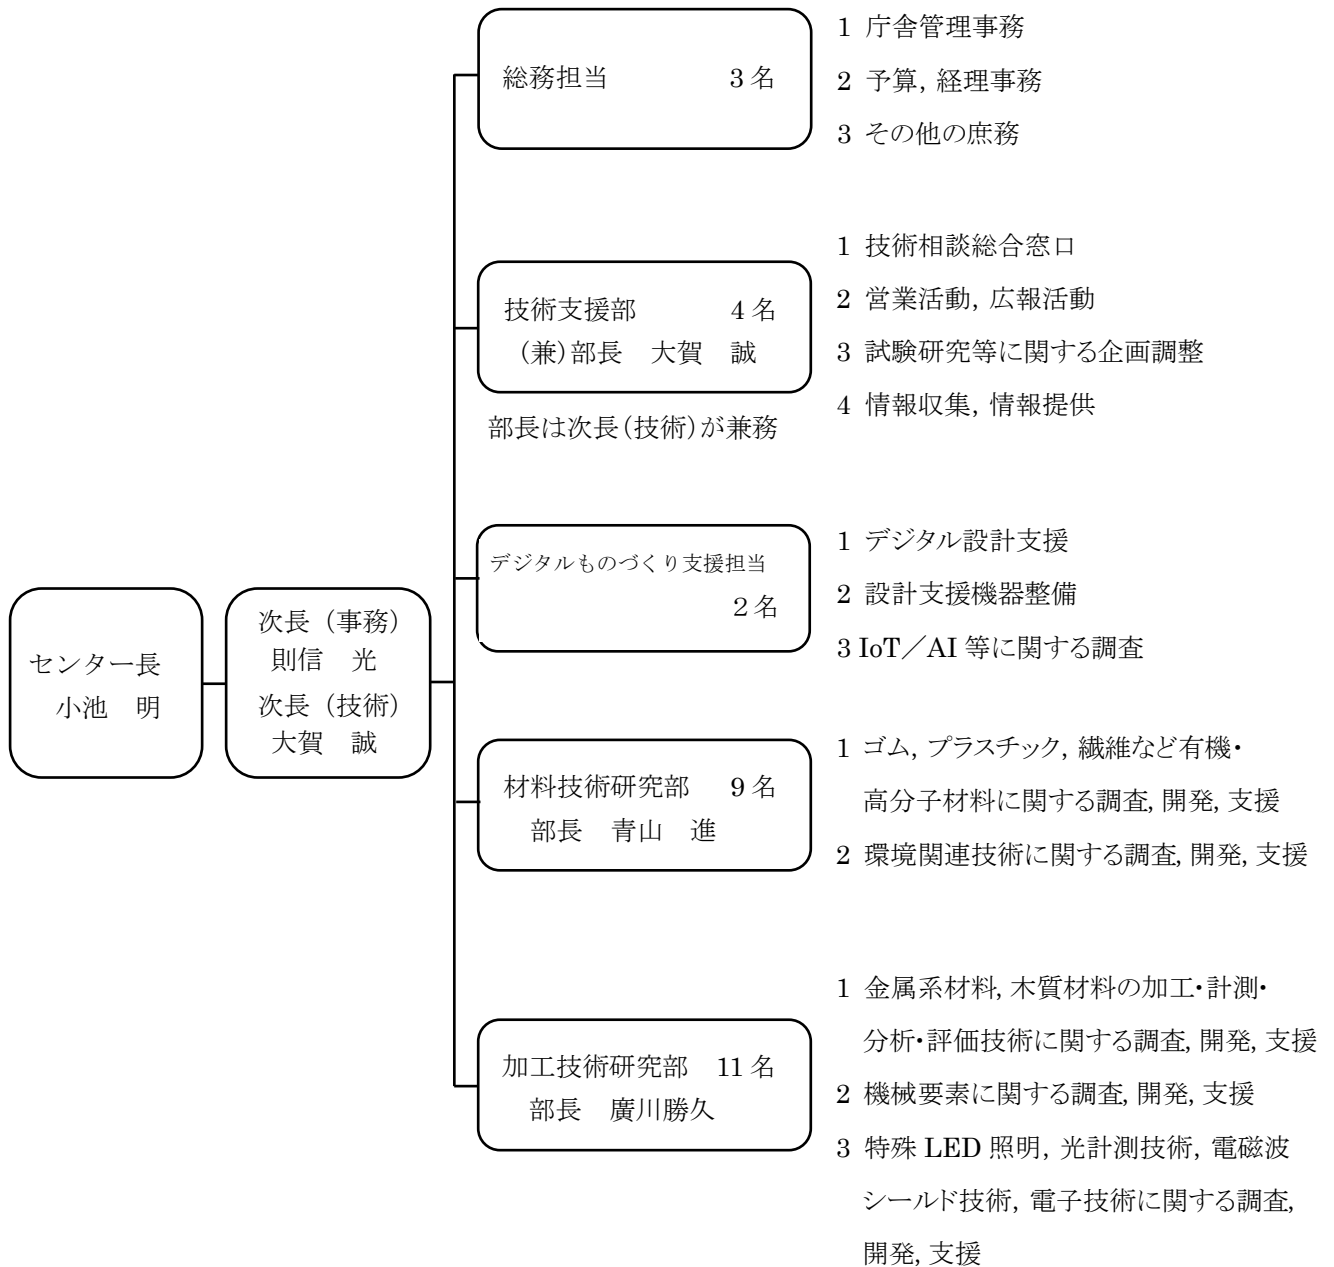 総務担当 3名
1 庁舎管理事務
2 予算, 経理事務
3 その他の庶務
技術支援部 4名
(兼)部長 大賀 誠
部長は次長(技術)が兼務
1 技術相談総合窓口
2 営業活動, 広報活動
3 試験研究等に関する企画調整
4 情報収集, 情報提供
デジタルものづくり支援担当
2名
1 デジタル設計支援
2 設計支援機器整備
3 IoT／AI 等に関する調査
センター長
小池 明
次長（事務）
則信 光
次長（技術）
大賀 誠
材料技術研究部 9名
部長 青山 進
1 ゴム, プラスチック, 繊維など有機・
高分子材料に関する調査, 開発, 支援
2 環境関連技術に関する調査, 開発, 支援
加工技術研究部 11名
部長 廣川勝久
1 金属系材料, 木質材料の加工・計測・
分析・評価技術に関する調査, 開発, 支援
2 機械要素に関する調査, 開発, 支援
3 特殊 LED 照明, 光計測技術, 電磁波
シールド技術, 電子技術に関する調査,
開発, 支援